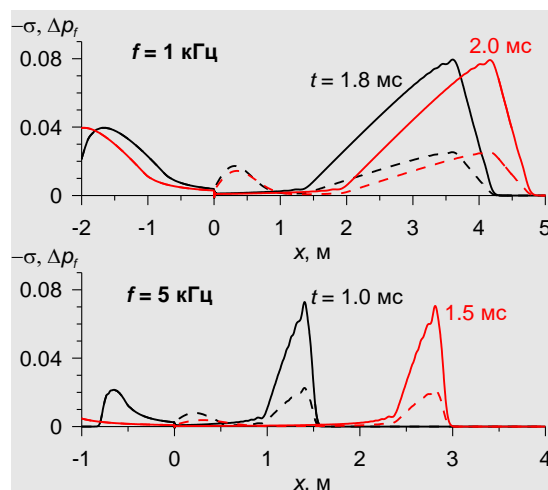 −σ, Δpf
f = 1 кГц
2.0 мс
0.08
t = 1.8 мс
0.04
0
-2 -1 0 1 2 3 4 5
x, м
−σ, Δpf
f = 5 кГц
t = 1.0 мс
1.5 мс
0.08
0.04
0
-1 0 1 2 3 4
x, м